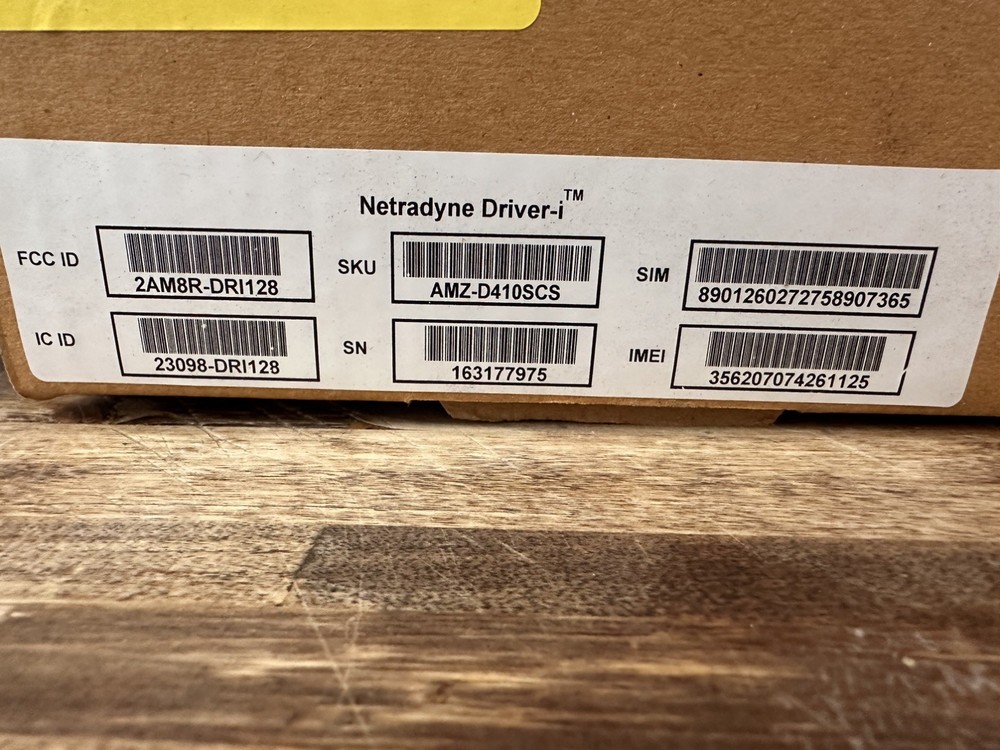 Netradyne Driver-i™
FCC ID 2AM8R-DRI128 SKU AMZ-D410SCS SIM 8901260272758907365
IC ID 23098-DRI128 SN 163177975 IMEI 356207074261125